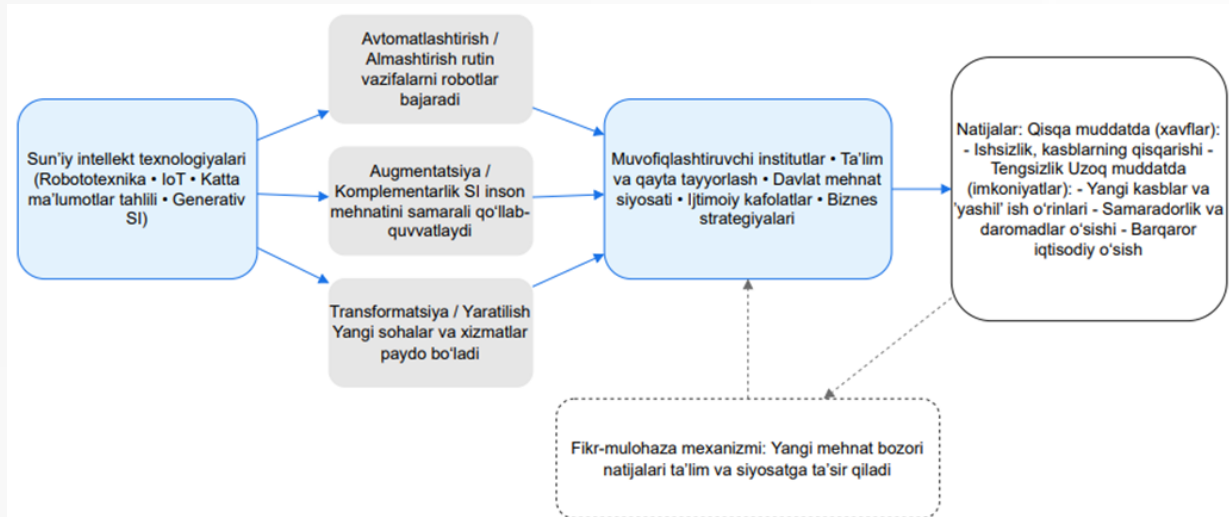 Sun’iy intellekt texnologiyalari
(Robototexnika • IoT • Katta
ma’lumotlar tahlili • Generativ
SI)
Avtomatlashtirish /
Almashtirish rutin
vazifalarni robotlar
bajaradi
Augmentatsiya /
Komplementarlik SI inson
mehnatini samarali qo‘llab-
quvvatlaydi
Transformatsiya / Yaratilish
Yangi sohalar va xizmatlar
paydo bo‘ladi
Muvofiqlashtiruvchi institutlar • Ta’lim
va qayta tayyorlash • Davlat mehnat
siyosati • Ijtimoiy kafolatlar • Biznes
strategiyalari
Natijalar: Qisqa muddatda (xavflar):
- Ishsizlik, kasblarning qisqarishi -
Tengsizlik Uzoq muddatda
(imkoniyatlar): - Yangi kasblar va
'yashil’ ish o‘rinlari - Samaradorlik va
daromadlar o‘sishi - Barqaror
iqtisodiy o‘sish
Fikr-mulohaza mexanizmi: Yangi mehnat bozori
natijalari ta’lim va siyosatga ta’sir qiladi